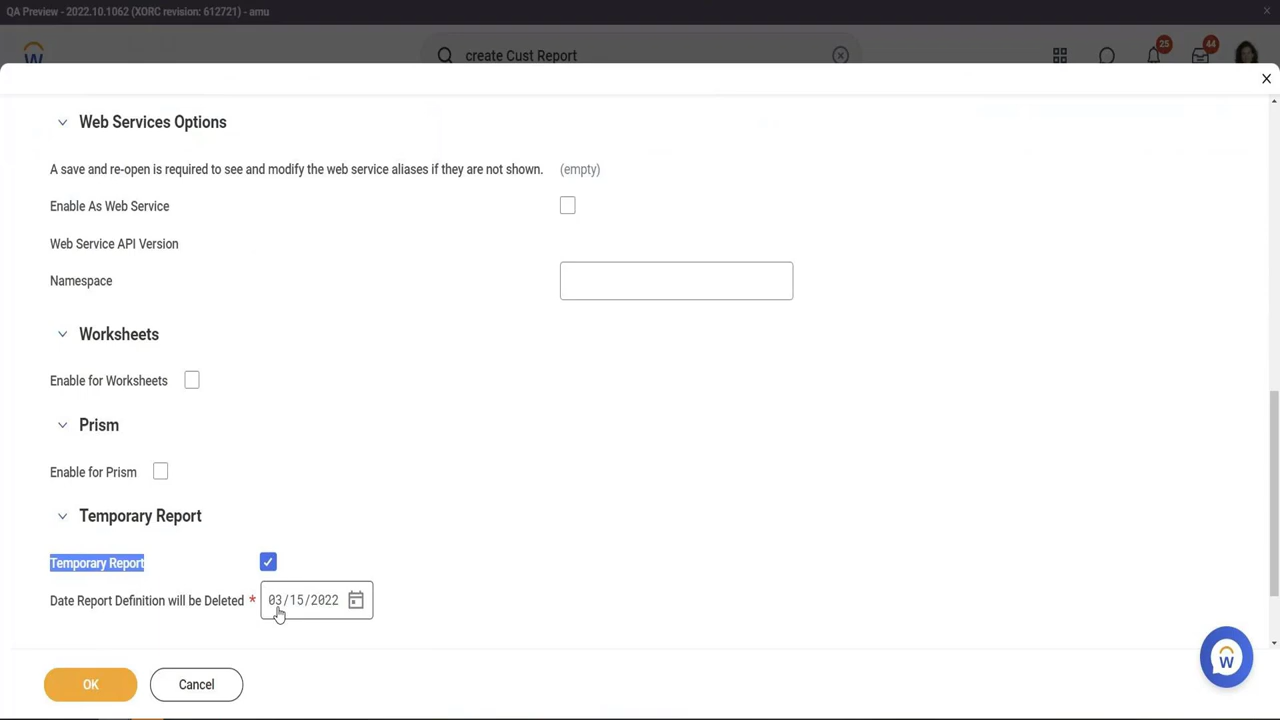 QA Preview - 2022.10.1062 (XORC revision: 612721) - amu
create Cust Report
25
44
Web Services Options
A save and re-open is required to see and modify the web service aliases if they are not shown. (empty)
Enable As Web Service
Web Service API Version
Namespace
Worksheets
Enable for Worksheets
Prism
Enable for Prism
Temporary Report
Temporary Report
Date Report Definition will be Deleted * 03/15/2022
OK Cancel